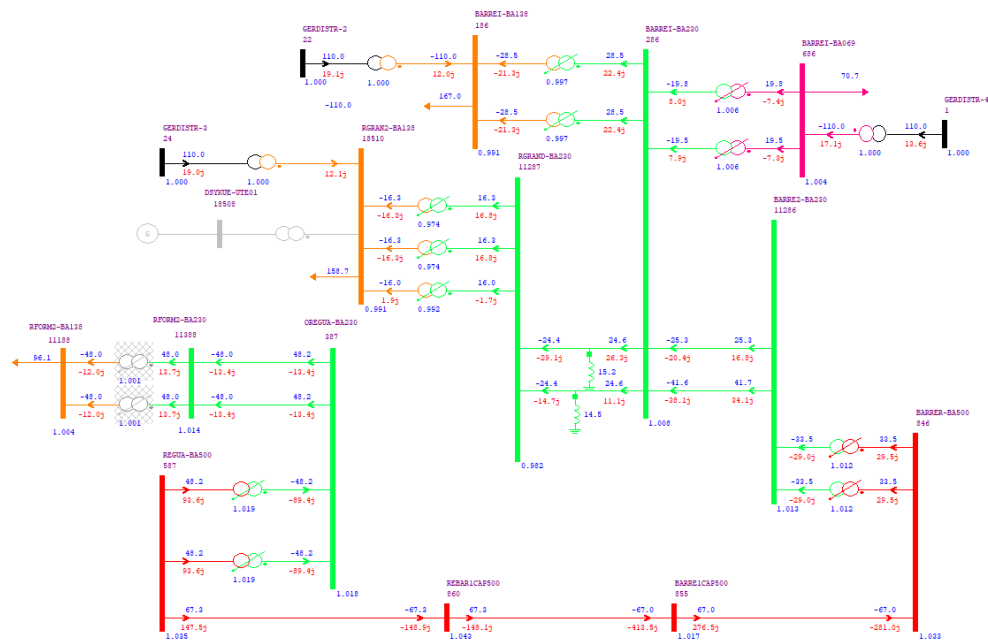 BARREI-BA138
186
GERDISTR-2
22
BARREI-BA230
286
BARREI-BA069
686
110.0
19.1j
1.000
1.000
-110.0
12.0j
-28.5
-21.3j
0.997
28.5
22.4j
-19.8
8.0j
1.006
19.8
-7.4j
70.7
GERDISTR-4
1
-110.0
167.0
-28.5
-21.3j
0.997
28.5
22.4j
-19.5
7.9j
1.006
19.5
-7.3j
-110.0
17.1j
1.000
110.0
13.6j
1.000
0.991
1.004
GERDISTR-3
24
RGRAN2-BA138
18510
RGRAND-BA230
11287
110.0
19.0j
1.000
1.000
12.1j
DSYKUE-UTE01
18508
G
-16.3
-16.3j
0.974
16.3
16.8j
BARRE2-BA230
11286
-16.3
-16.3j
0.974
16.3
16.8j
158.7
-16.0
1.9j
0.992
16.0
-1.7j
0.991
RFORM2-BA138
11188
RFORM2-BA230
11388
OREGUA-BA230
387
96.1
-48.0
-12.0j
1.001
48.0
13.7j
-48.0
-13.4j
48.2
-13.4j
-24.4
-29.1j
24.6
26.3j
15.2
-25.3
-20.4j
25.3
16.8j
-48.0
-12.0j
1.001
48.0
13.7j
-48.0
-13.4j
48.2
-13.4j
-24.4
-14.7j
24.6
11.1j
14.5
-41.6
-38.1j
41.7
34.1j
1.004
1.014
1.008
0.982
BARRER-BA500
846
-33.5
-29.0j
1.012
33.5
29.5j
-33.5
-29.0j
1.012
33.5
29.5j
1.013
REGUA-BA500
587
48.2
93.6j
1.019
-48.2
-89.4j
48.2
93.6j
1.019
-48.2
-89.4j
1.018
REBAR1CAP500
860
BARRE1CAP500
855
67.3
147.5j
-67.3
-148.9j
67.3
-148.1j
-67.0
-413.5j
67.0
276.5j
-67.0
-281.0j
1.035
1.043
1.017
1.033